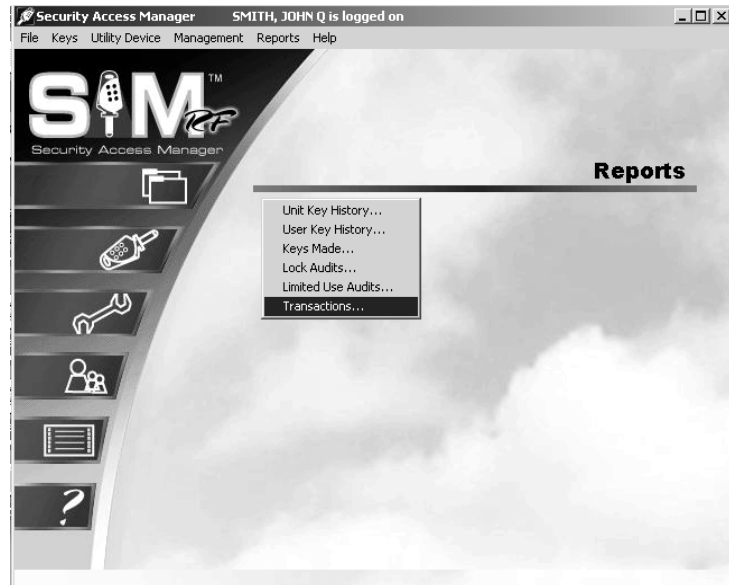 Security Access Manager SMITH, JOHN Q is logged on
File Keys Utility Device Management Reports Help
SAM TM
RF
Security Access Manager
Reports
Unit Key History...
User Key History...
Keys Made...
Lock Audits...
Limited Use Audits...
Transactions...
?